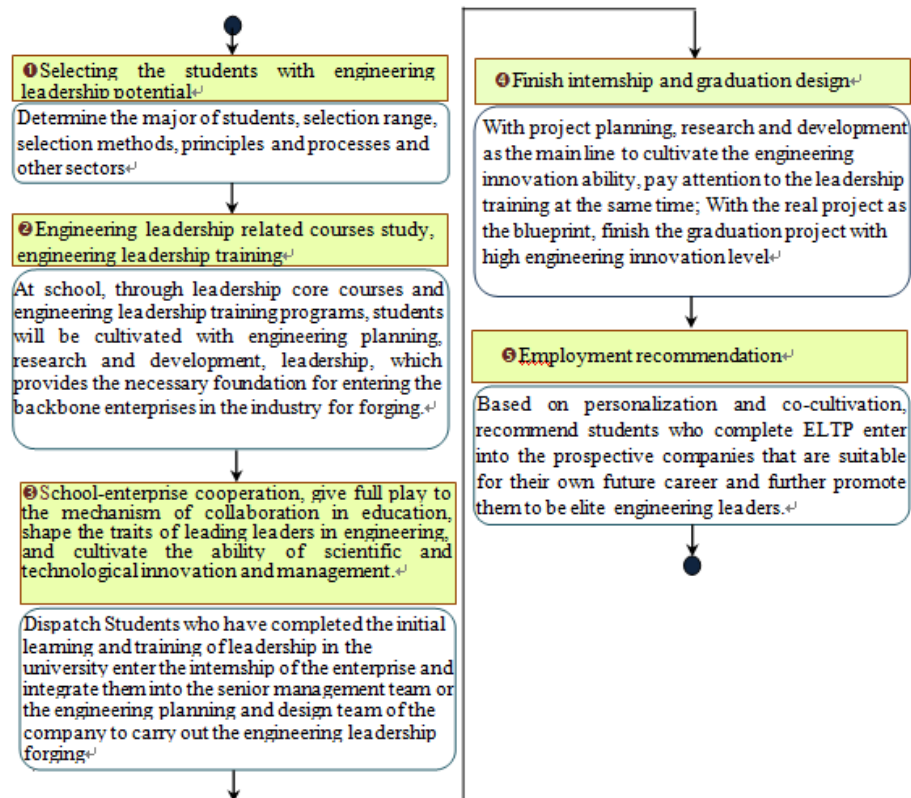 ❶Selecting the students with engineering
leadership potential↵
Determine the major of students, selection range,
selection methods, principles and processes and
other sectors↵
❷Engineering leadership related courses study,
engineering leadership training↵
At school, through leadership core courses and
engineering leadership training programs, students
will be cultivated with engineering planning,
research and development, leadership, which
provides the necessary foundation for entering the
backbone enterprises in the industry for forging.↵
❸School-enterprise cooperation, give full play to
the mechanism of collaboration in education,
shape the traits of leading leaders in engineering,
and cultivate the ability of scientific and
technological innovation and management.↵
Dispatch Students who have completed the initial
learning and training of leadership in the
university enter the internship of the enterprise and
integrate them into the senior management team or
the engineering planning and design team of the
company to carry out the engineering leadership
forging↵
❹Finish internship and graduation design↵
With project planning, research and development
as the main line to cultivate the engineering
innovation ability, pay attention to the leadership
training at the same time; With the real project as
the blueprint, finish the graduation project with
high engineering innovation level↵
❺Employment recommendation↵
Based on personalization and co-cultivation,
recommend students who complete ELTP enter
into the prospective companies that are suitable
for their own future career and further promote
them to be elite engineering leaders.↵